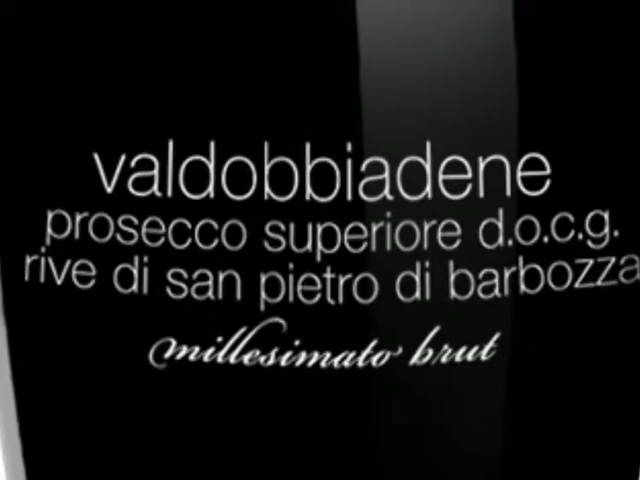 valdobbiadene
prosecco superiore d.o.c.g.
rive di san pietro di barbozza
millesimato brut